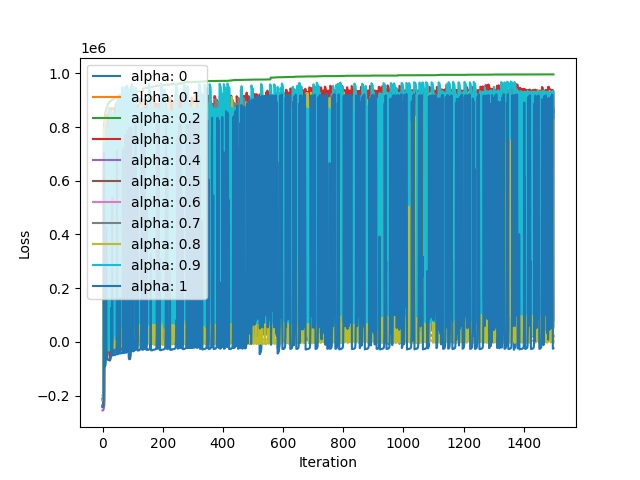 1e6
1.0
0.8
0.6
0.4
0.2
0.0
−0.2
Loss
alpha: 0
alpha: 0.1
alpha: 0.2
alpha: 0.3
alpha: 0.4
alpha: 0.5
alpha: 0.6
alpha: 0.7
alpha: 0.8
alpha: 0.9
alpha: 1
0 200 400 600 800 1000 1200 1400
Iteration